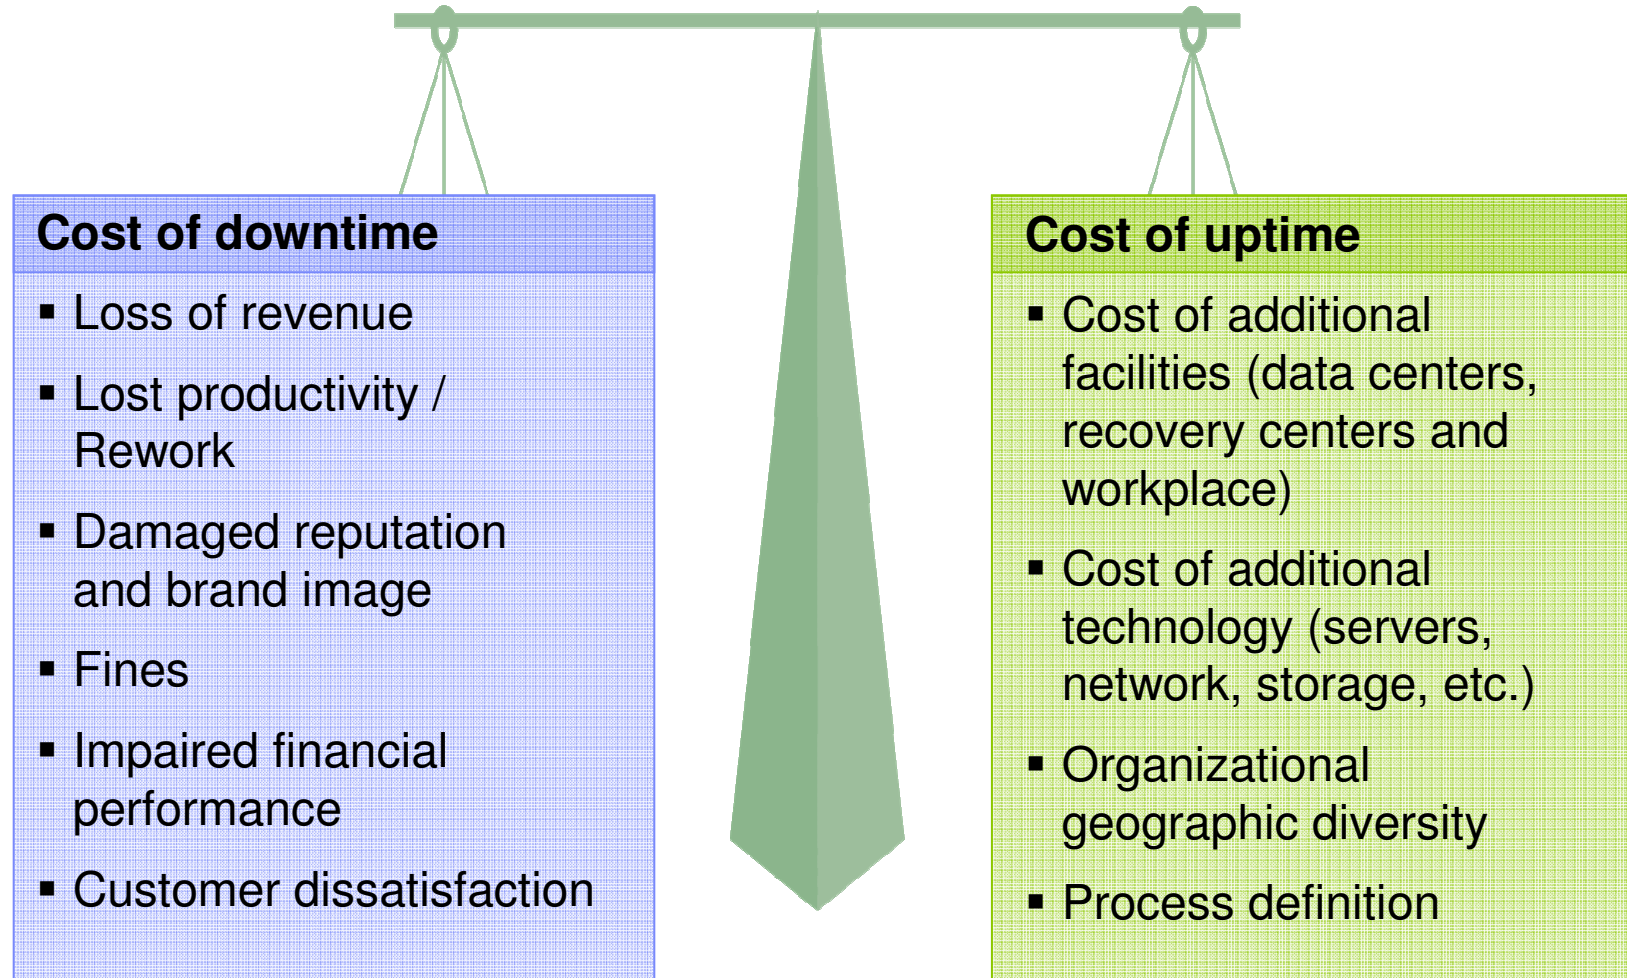 Cost of downtime
▪ Loss of revenue
▪ Lost productivity /
Rework
▪ Damaged reputation
and brand image
▪ Fines
▪ Impaired financial
performance
▪ Customer dissatisfaction
Cost of uptime
▪ Cost of additional
facilities (data centers,
recovery centers and
workplace)
▪ Cost of additional
technology (servers,
network, storage, etc.)
▪ Organizational
geographic diversity
▪ Process definition